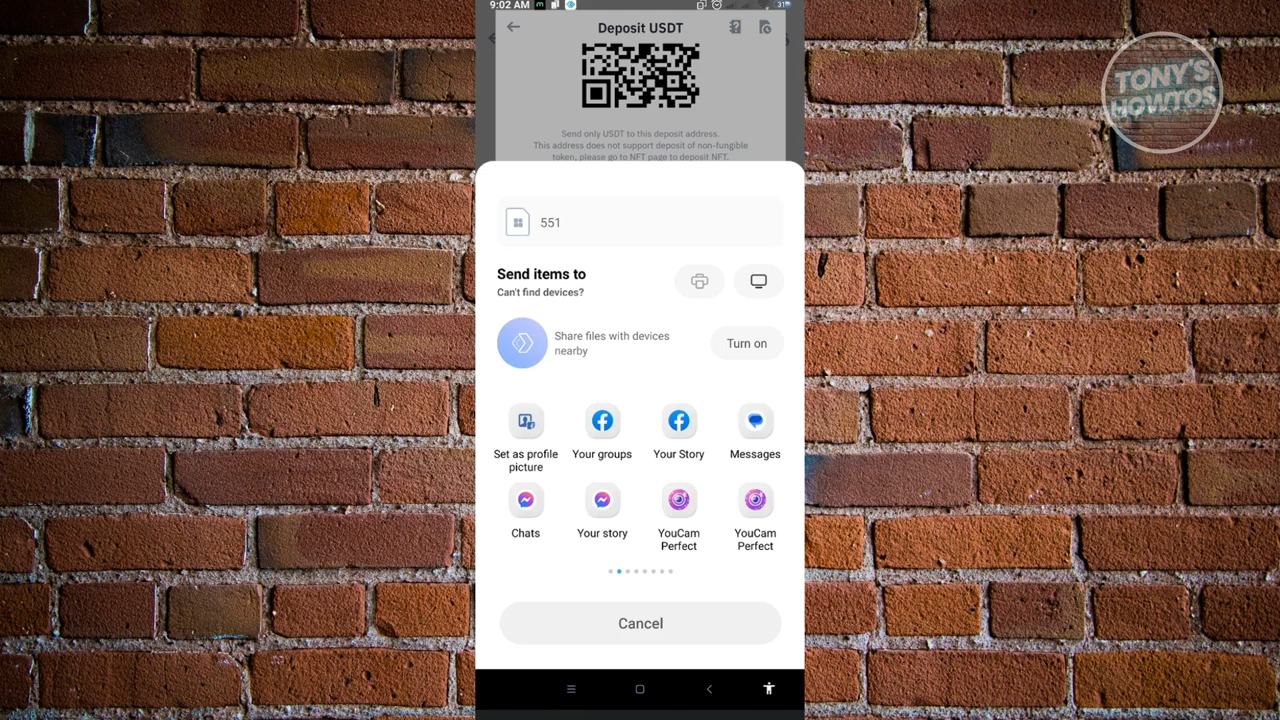 9:02 AM
31
Deposit USDT
Send only USDT to this deposit address.
This address does not support deposit of non-fungible
token, please go to NFT page to deposit NFT.
TONY'S
HOWTOS
551
Send items to
Can't find devices?
Share files with devices
nearby
Turn on
Set as profile
picture
Your groups
Your Story
Messages
Chats
Your story
YouCam
Perfect
YouCam
Perfect
Cancel